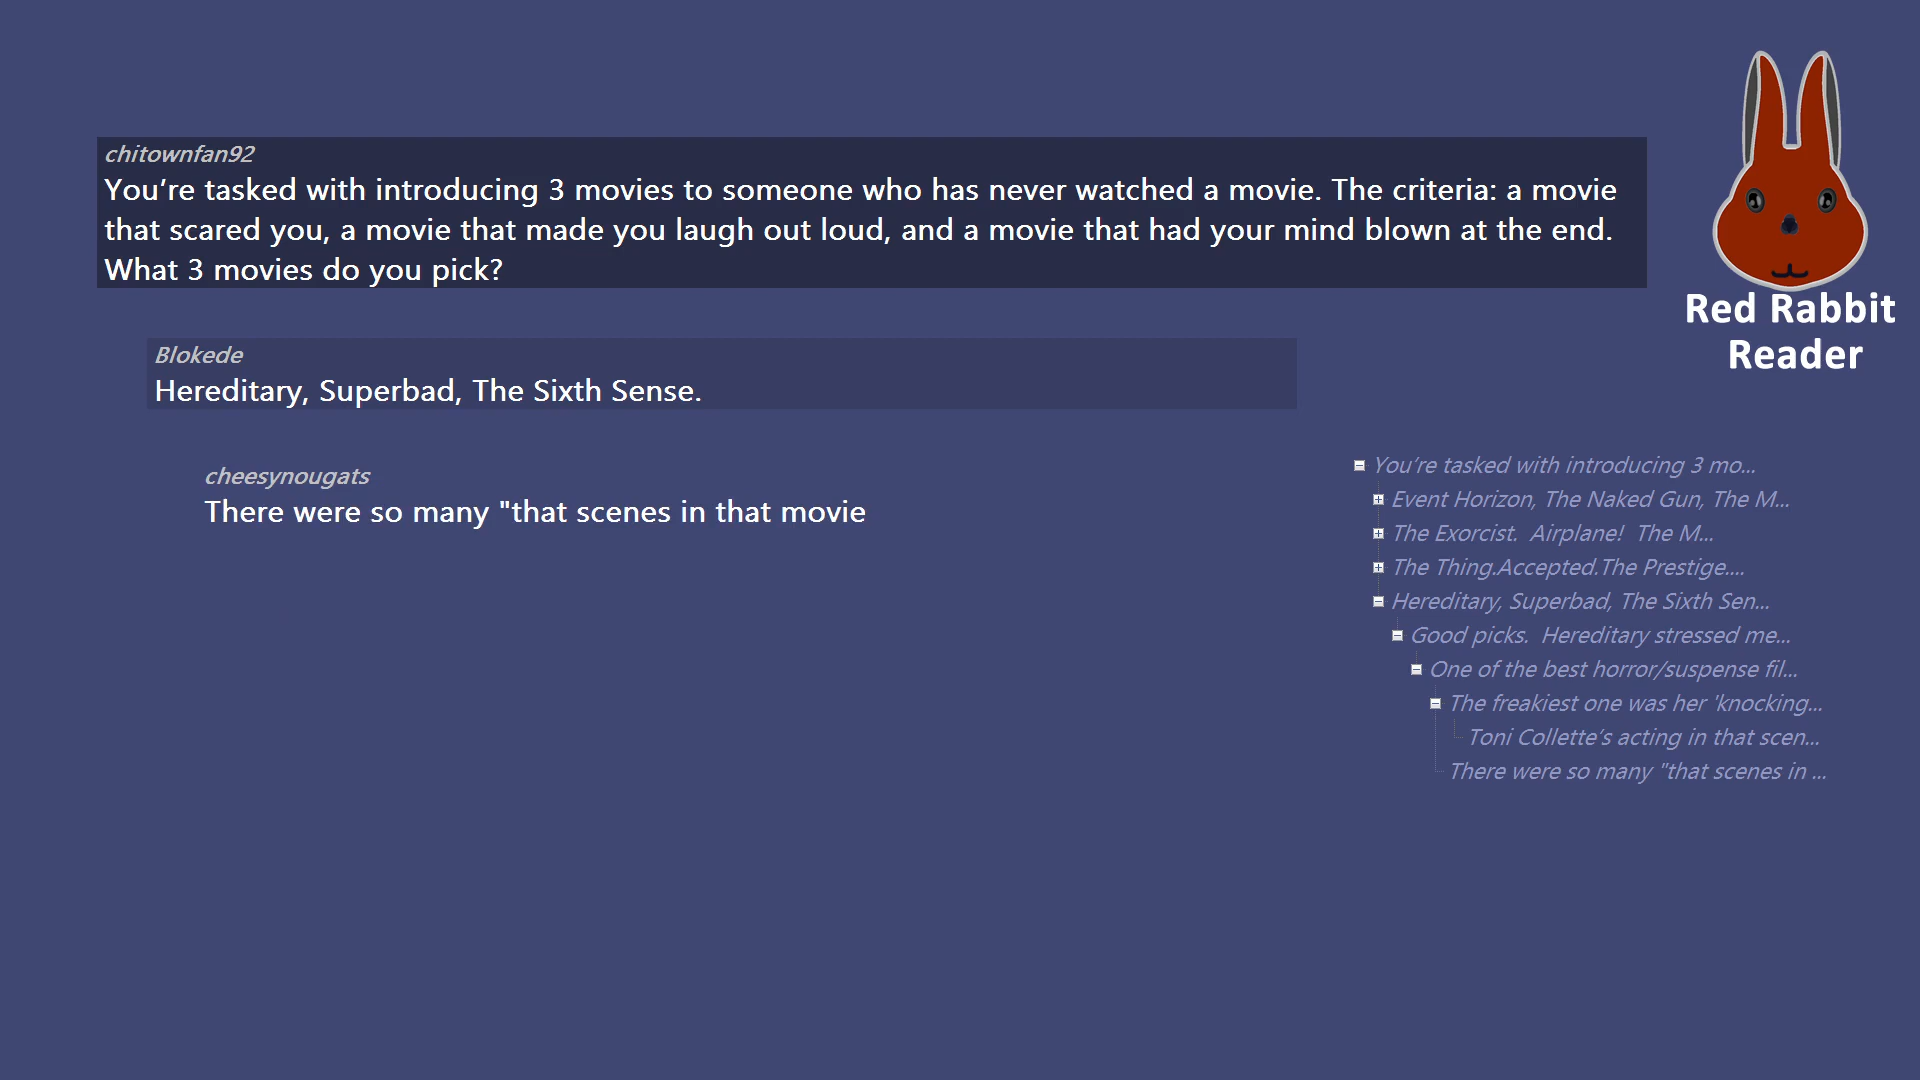 chitownfan92
You’re tasked with introducing 3 movies to someone who has never watched a movie. The criteria: a movie
that scared you, a movie that made you laugh out loud, and a movie that had your mind blown at the end.
What 3 movies do you pick?
Red Rabbit
Reader
Blokede
Hereditary, Superbad, The Sixth Sense.
cheesynougats
There were so many "that scenes in that movie
You’re tasked with introducing 3 mo...
Event Horizon, The Naked Gun, The M...
The Exorcist.  Airplane!  The M...
The Thing.Accepted.The Prestige....
Hereditary, Superbad, The Sixth Sen...
Good picks.  Hereditary stressed me...
One of the best horror/suspense fil...
The freakiest one was her 'knocking...
Toni Collette’s acting in that scen...
There were so many "that scenes in ...